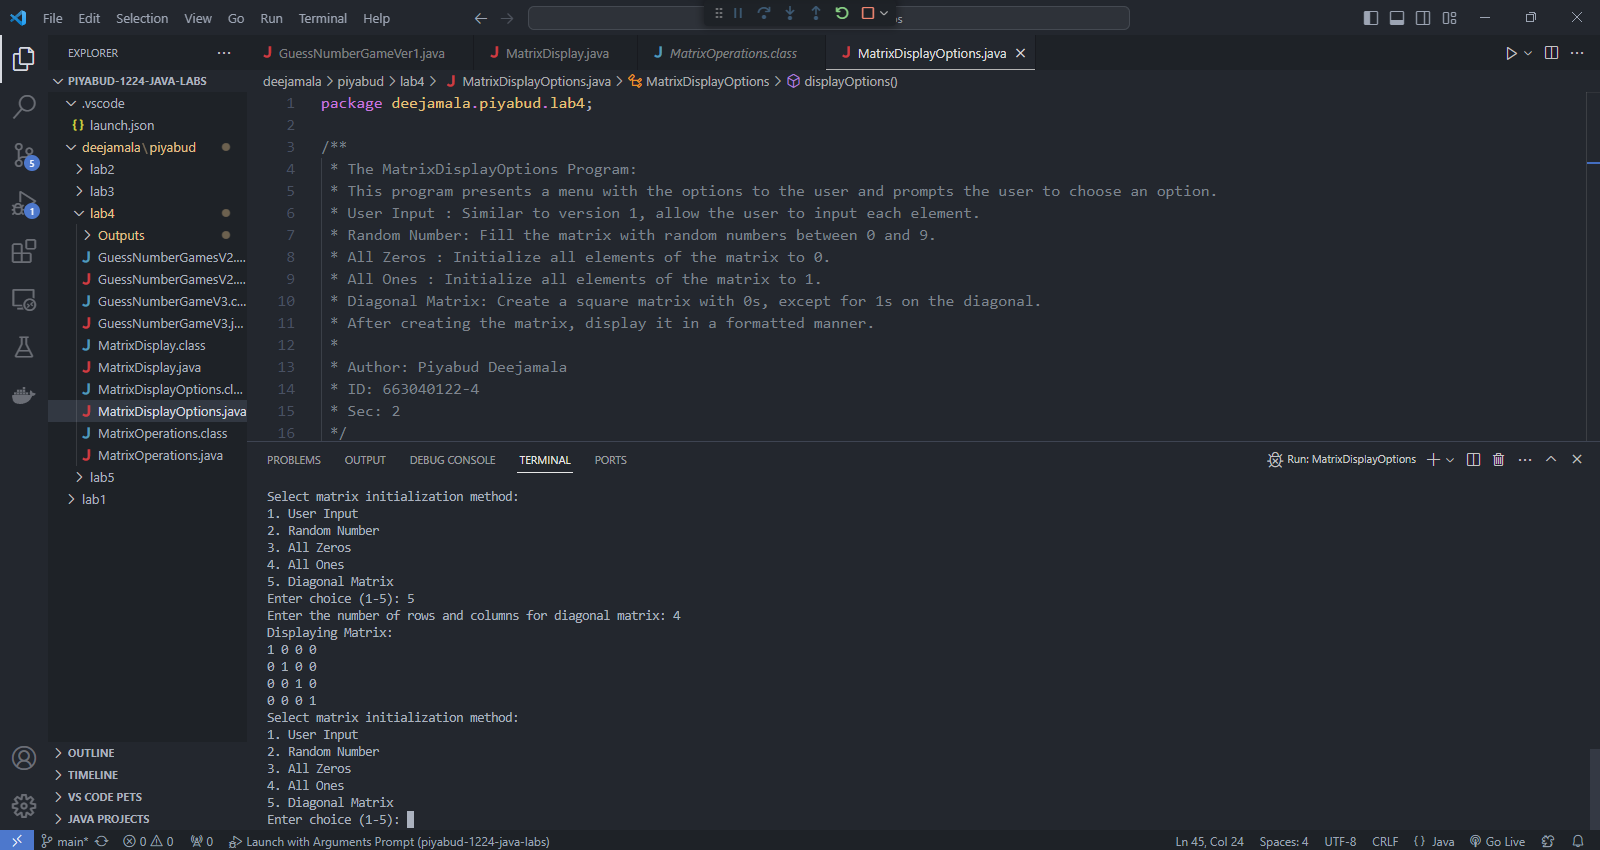 File Edit Selection View Go Run Terminal Help
EXPLORER
GuessNumberGameVer1.java
MatrixDisplay.java
MatrixOperations.class
MatrixDisplayOptions.java
PIYABUD-1224-JAVA-LABS
.vscode
launch.json
deejamala\piyabud
lab2
lab3
lab4
Outputs
GuessNumberGamesV2....
GuessNumberGamesV2....
GuessNumberGameV3.c...
GuessNumberGameV3.j...
MatrixDisplay.class
MatrixDisplay.java
MatrixDisplayOptions.cl...
MatrixDisplayOptions.java
MatrixOperations.class
MatrixOperations.java
lab5
lab1
OUTLINE
TIMELINE
VS CODE PETS
JAVA PROJECTS
5
1
deejamala > piyabud > lab4 > MatrixDisplayOptions.java > MatrixDisplayOptions > displayOptions()
1 package deejamala.piyabud.lab4;
2
3 /**
4 * The MatrixDisplayOptions Program:
5 * This program presents a menu with the options to the user and prompts the user to choose an option.
6 * User Input : Similar to version 1, allow the user to input each element.
7 * Random Number: Fill the matrix with random numbers between 0 and 9.
8 * All Zeros : Initialize all elements of the matrix to 0.
9 * All Ones : Initialize all elements of the matrix to 1.
10 * Diagonal Matrix: Create a square matrix with 0s, except for 1s on the diagonal.
11 * After creating the matrix, display it in a formatted manner.
12 *
13 * Author: Piyabud Deejamala
14 * ID: 663040122-4
15 * Sec: 2
16 */
PROBLEMS OUTPUT DEBUG CONSOLE TERMINAL PORTS
Run: MatrixDisplayOptions
Select matrix initialization method:
1. User Input
2. Random Number
3. All Zeros
4. All Ones
5. Diagonal Matrix
Enter choice (1-5): 5
Enter the number of rows and columns for diagonal matrix: 4
Displaying Matrix:
1 0 0 0
0 1 0 0
0 0 1 0
0 0 0 1
Select matrix initialization method:
1. User Input
2. Random Number
3. All Zeros
4. All Ones
5. Diagonal Matrix
Enter choice (1-5):
main* 0 0 0 Launch with Arguments Prompt (piyabud-1224-java-labs) Ln 45, Col 24 Spaces: 4 UTF-8 CRLF {} Java Go Live